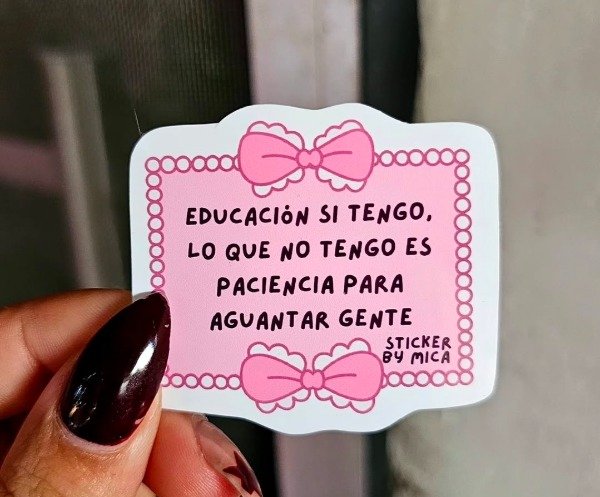 EDUCACIÓN SI TENGO,
LO QUE NO TENGO ES
PACIENCIA PARA
AGUANTAR GENTE
STICKER
BY MICA